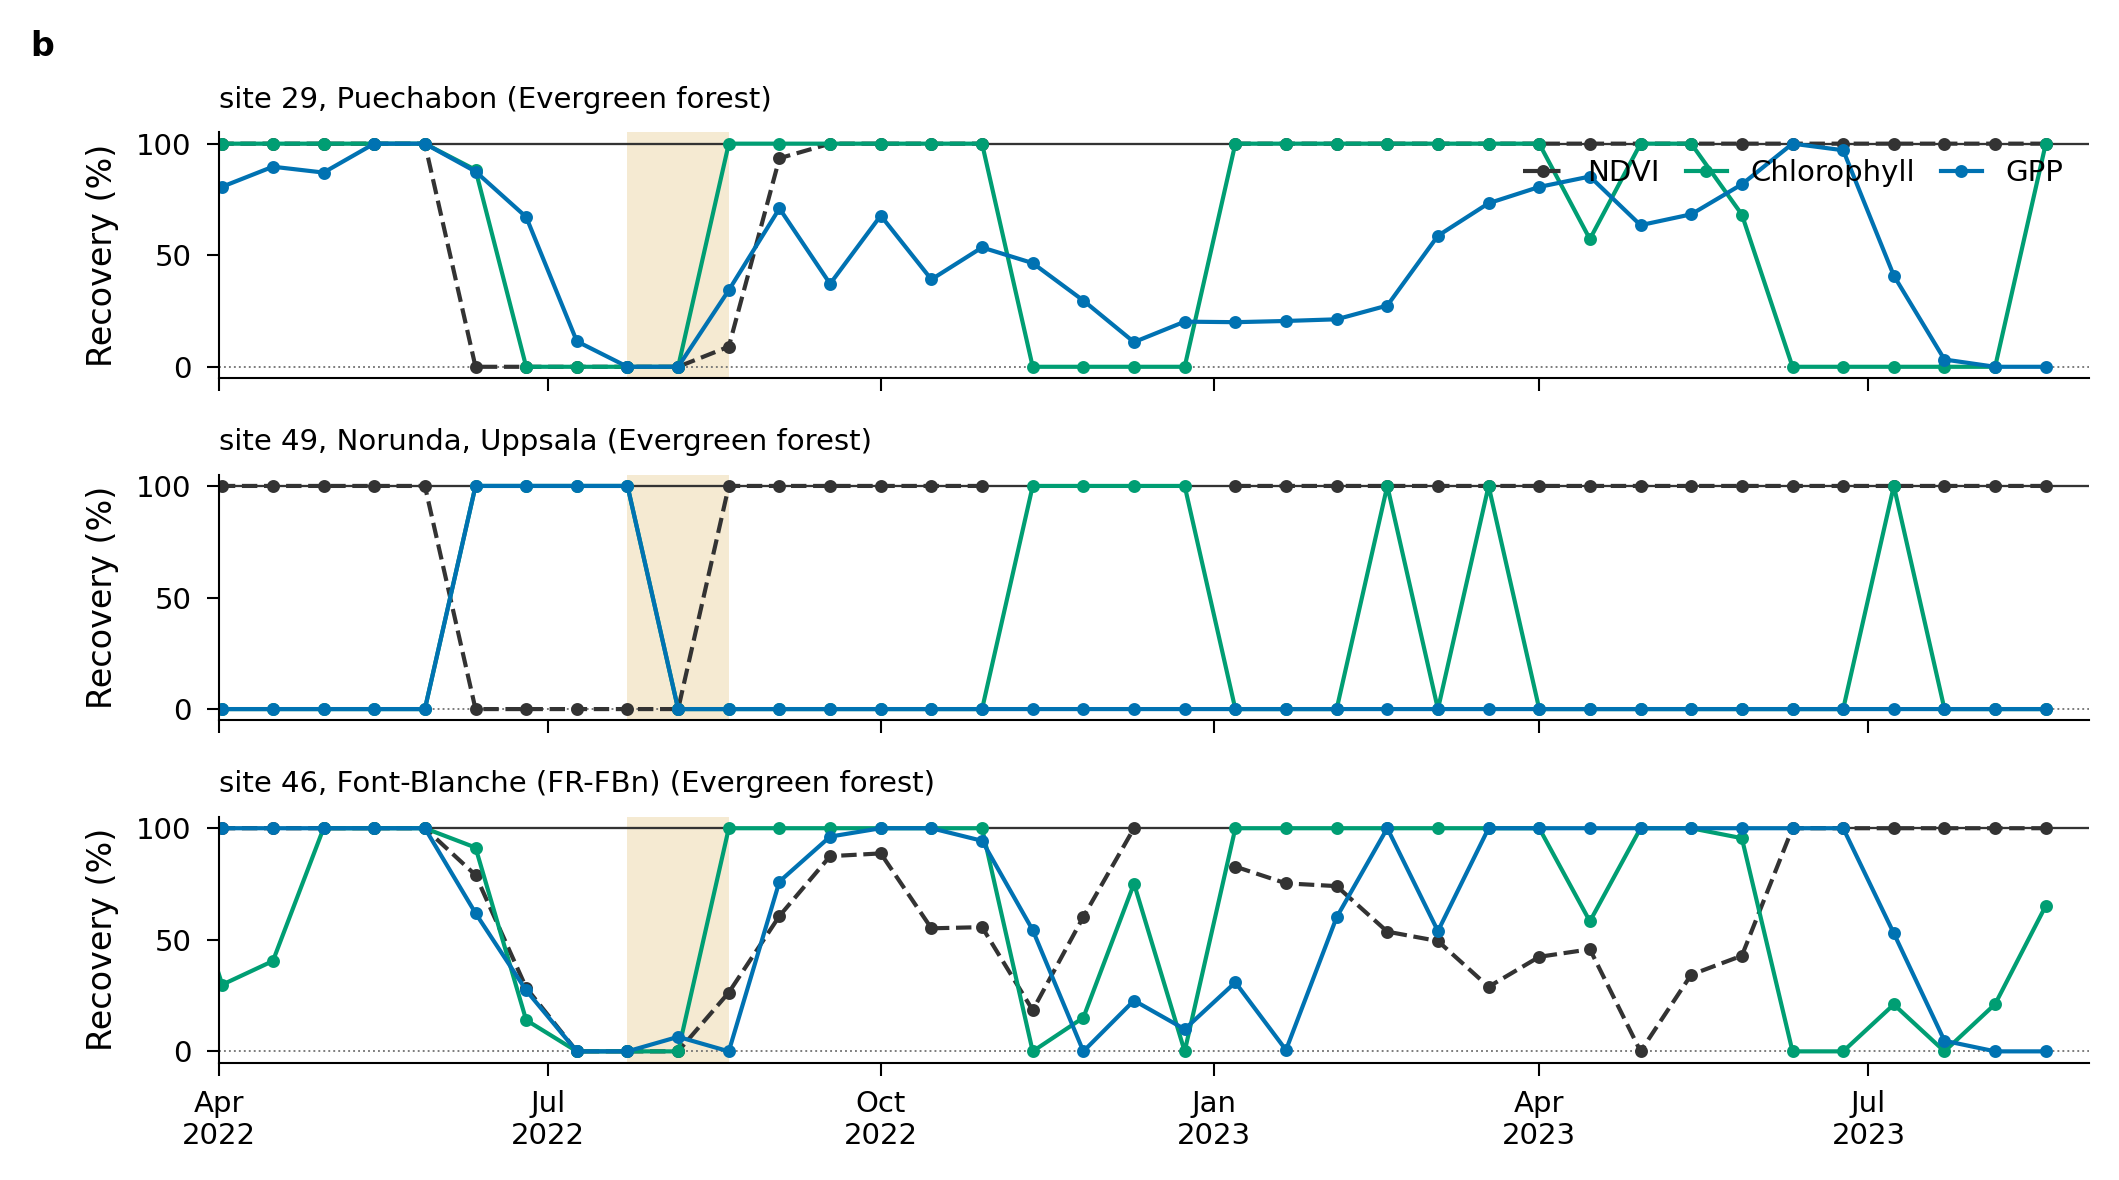 b
site 29, Puechabon (Evergreen forest)
Recovery (%)
100
50
0
NDVI Chlorophyll GPP
site 49, Norunda, Uppsala (Evergreen forest)
Recovery (%)
100
50
0
site 46, Font-Blanche (FR-FBn) (Evergreen forest)
Recovery (%)
100
50
0
Apr Jul Oct Jan Apr Jul
2022 2022 2022 2023 2023 2023